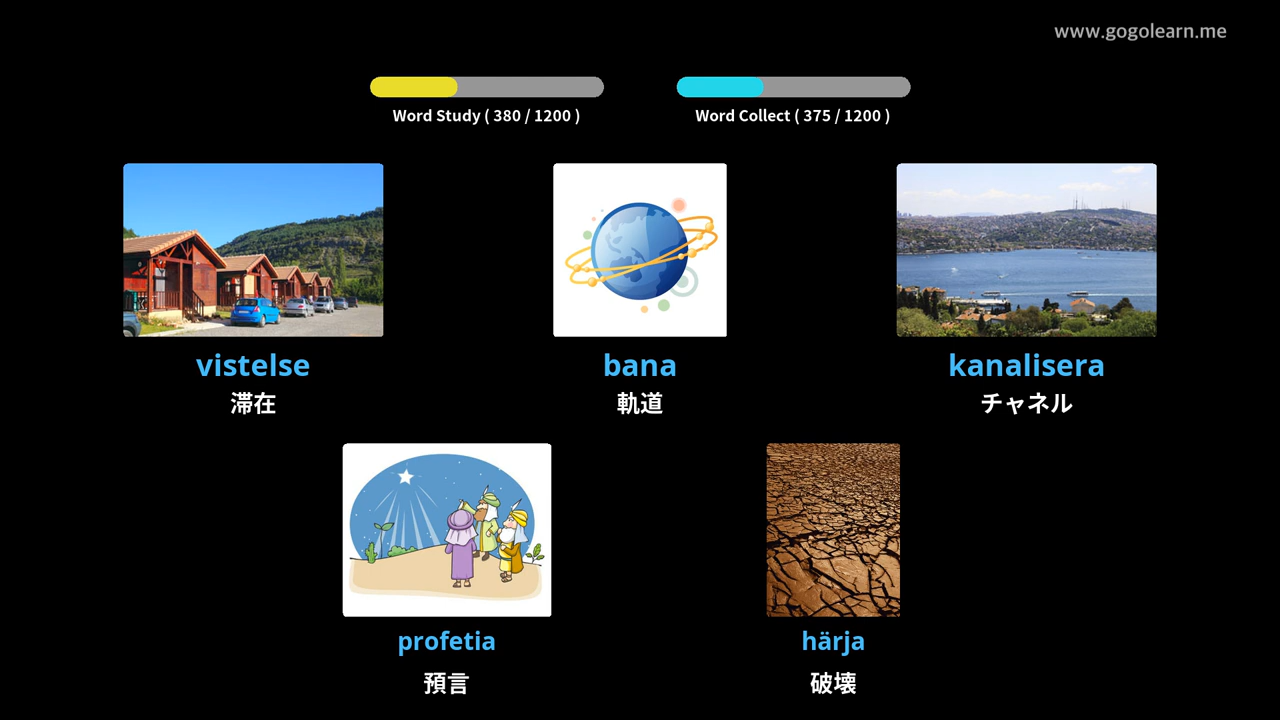 www.gogolearn.me
Word Study ( 380 / 1200 )
Word Collect ( 375 / 1200 )
vistelse
滞在
bana
軌道
kanalisera
チャネル
profetia
預言
härja
破壊